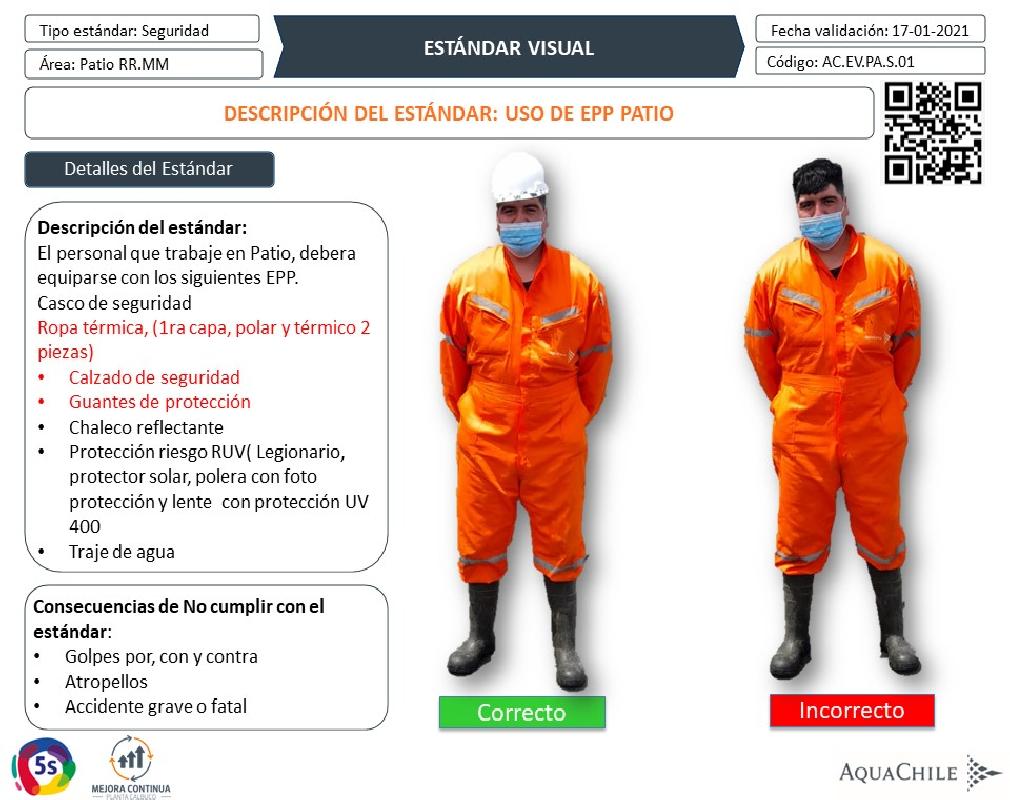 Tipo estándar: Seguridad
ESTÁNDAR VISUAL
Fecha validación: 17-01-2021
Área: Patio RR.MM
Código: AC.EV.PA.S.01
DESCRIPCIÓN DEL ESTÁNDAR: USO DE EPP PATIO
Detalles del Estándar
Descripción del estándar:
El personal que trabaje en Patio, debera
equiparse con los siguientes EPP.
Casco de seguridad
Ropa térmica, (1ra capa, polar y térmico 2
piezas)
• Calzado de seguridad
• Guantes de protección
• Chaleco reflectante
• Protección riesgo RUV( Legionario,
protector solar, polera con foto
protección y lente con protección UV
400
• Traje de agua
Consecuencias de No cumplir con el
estándar:
• Golpes por, con y contra
• Atropellos
• Accidente grave o fatal
Correcto
Incorrecto
5s
MEJORA CONTINUA
PLANTA CALBUCO
AQUACHILE